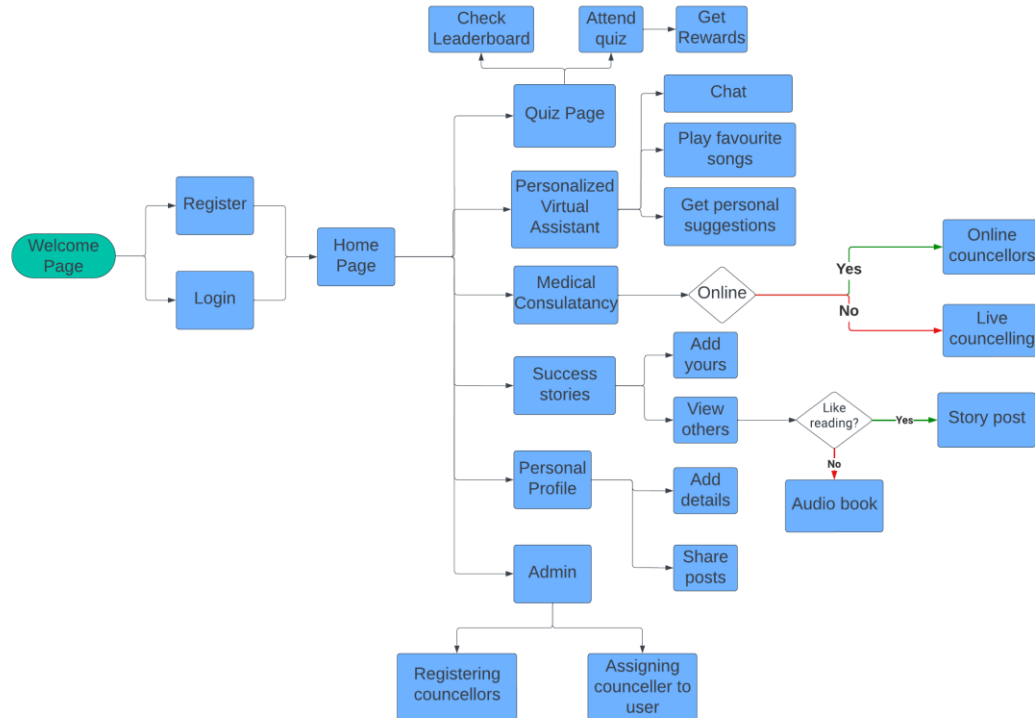 Check
Leaderboard
Attend
quiz
Get
Rewards
Quiz Page
Chat
Play favourite
songs
Personalized
Virtual
Assistant
Get personal
suggestions
Register
Welcome
Page
Login
Home
Page
Medical
Consulatancy
Online
Yes
No
Online
councellors
Live
councelling
Success
stories
Add
yours
View
others
Like
reading?
Yes
No
Story post
Audio book
Personal
Profile
Add
details
Share
posts
Admin
Registering
councellors
Assigning
counceller to
user